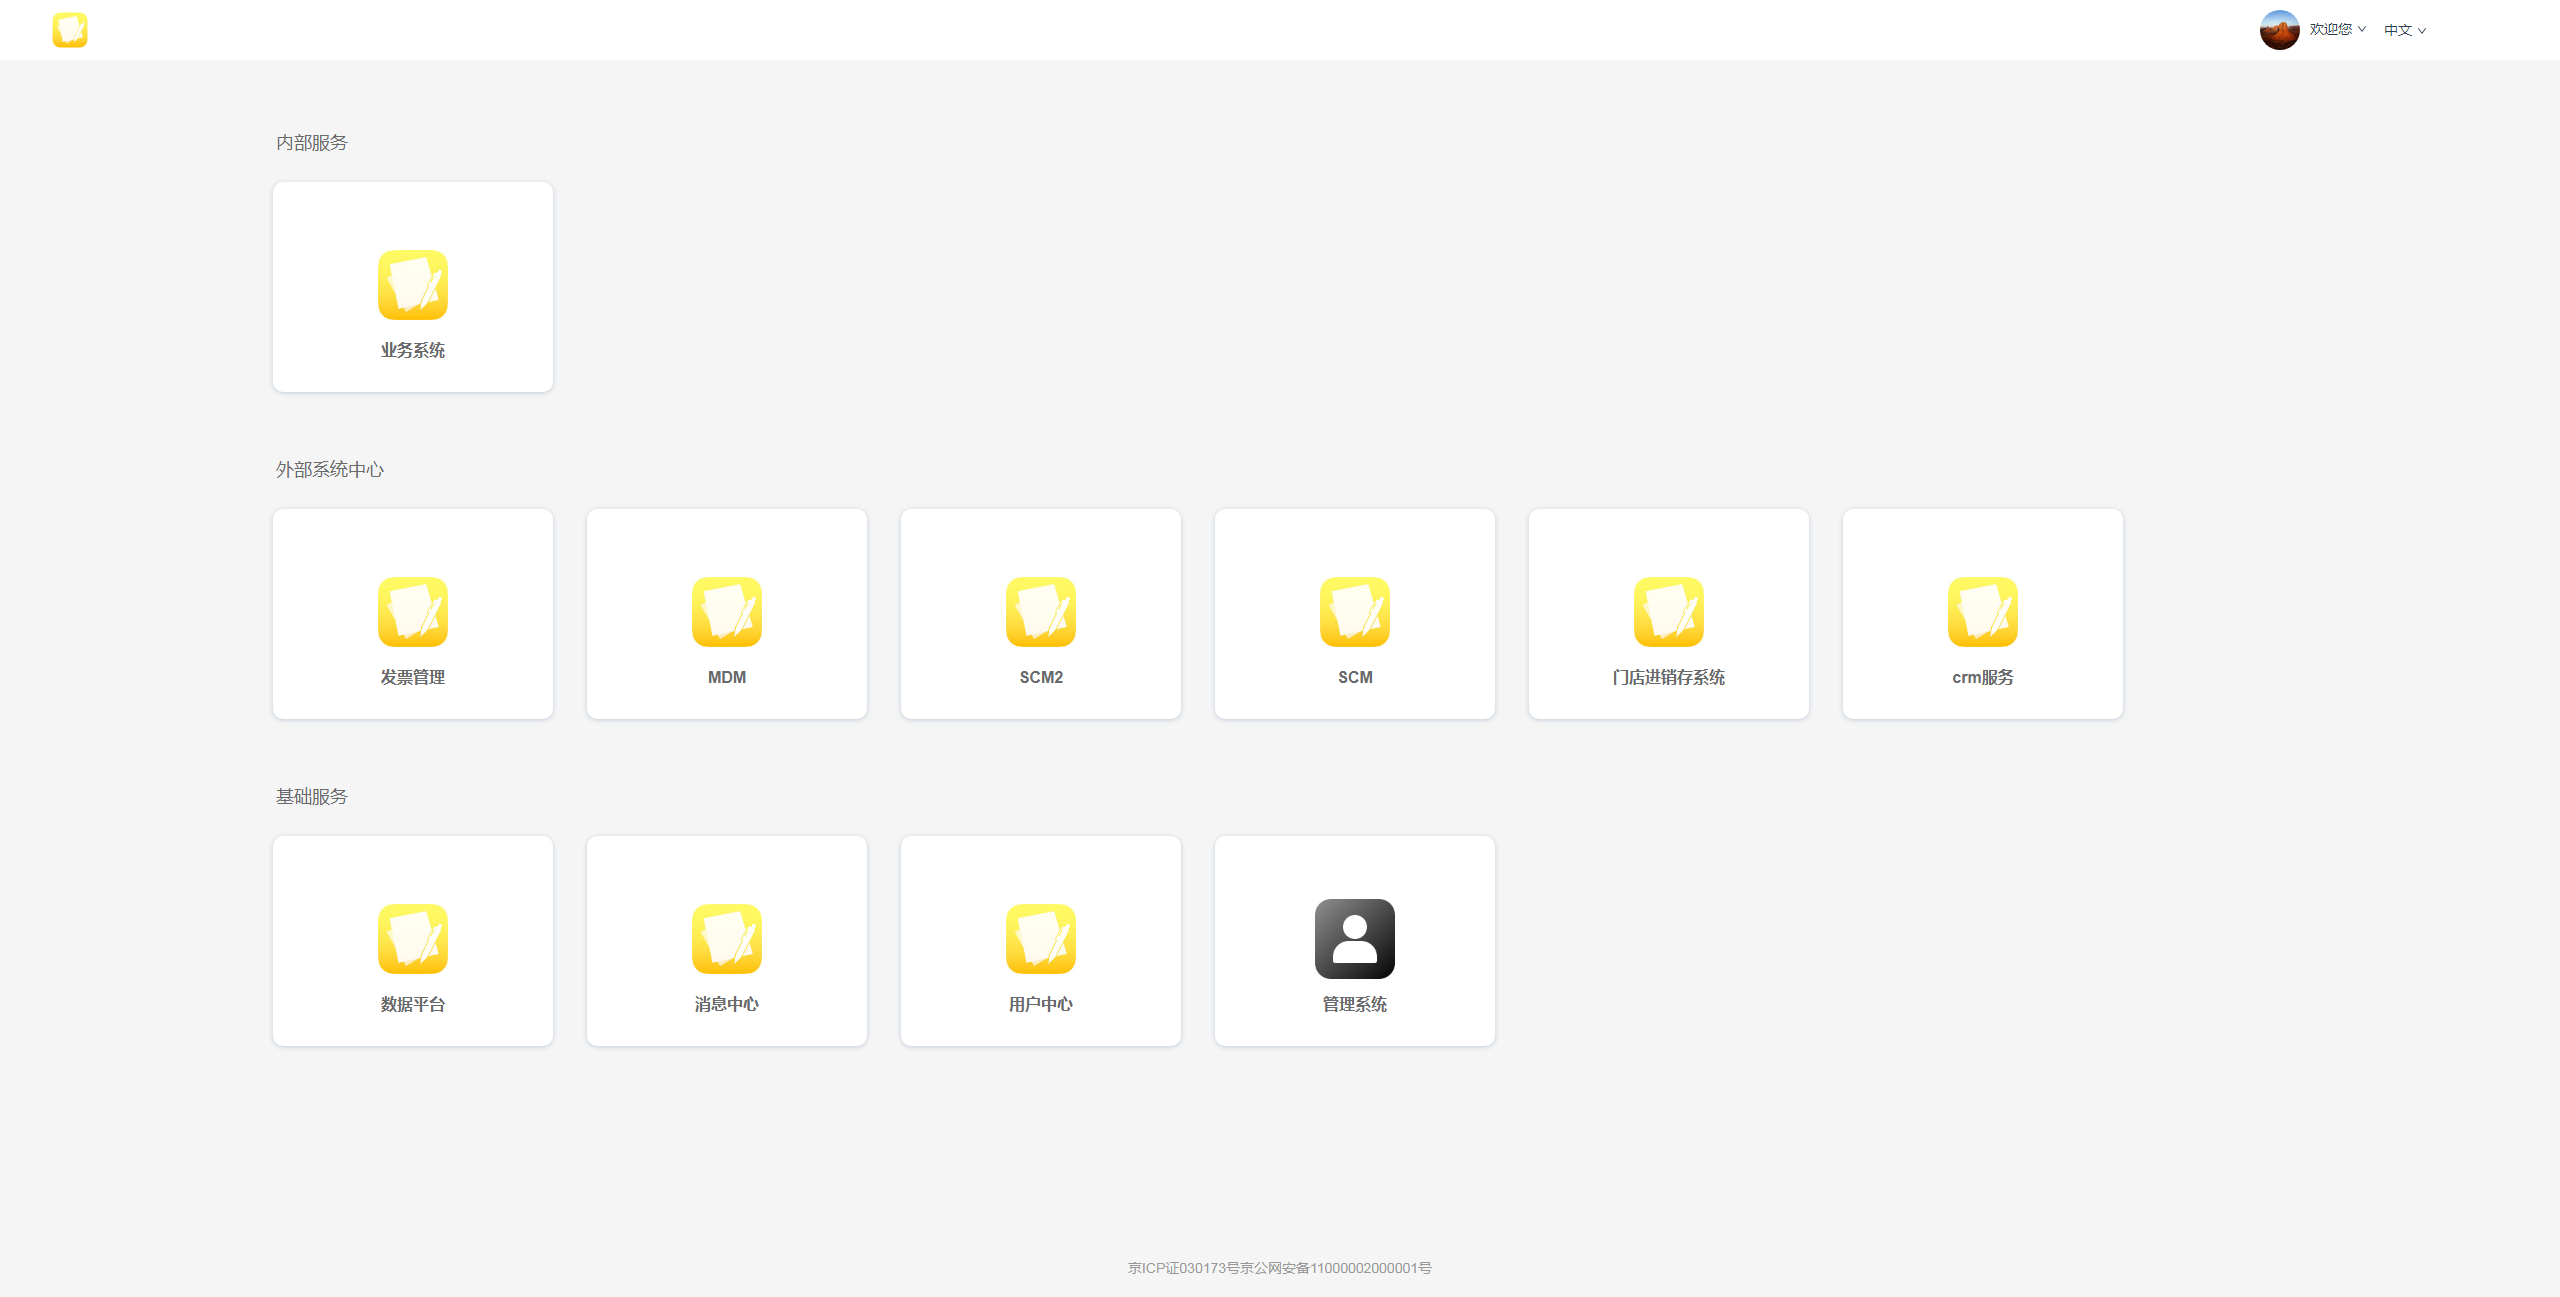 欢迎您
中文
内部服务
业务系统
外部系统中心
发票管理
MDM
SCM2
SCM
门店进销存系统
crm服务
基础服务
数据平台
消息中心
用户中心
管理系统
京ICP证030173号京公网安备11000002000001号